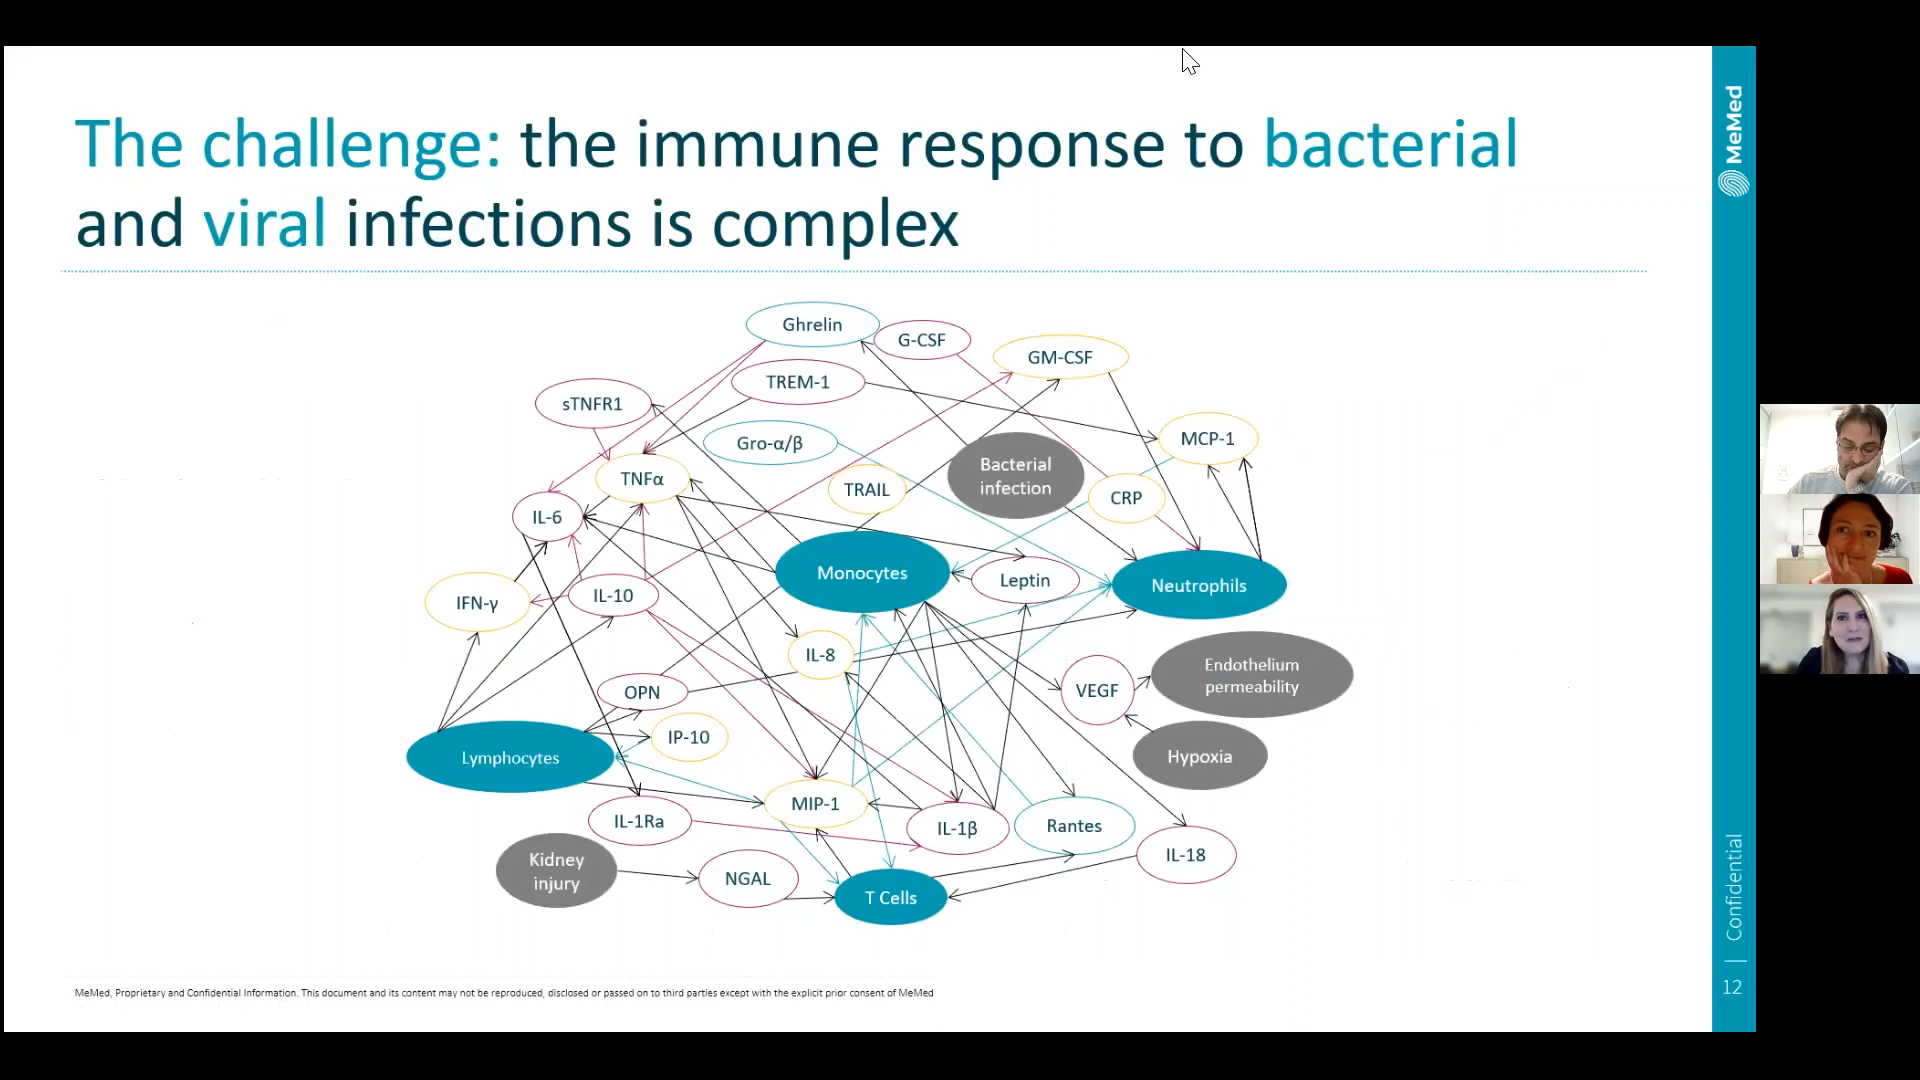 The challenge: the immune response to bacterial
and viral infections is complex
Ghrelin
G-CSF
GM-CSF
TREM-1
sTNFR1
Gro-α/β
MCP-1
Bacterial
infection
TNFα
TRAIL
CRP
IL-6
Monocytes
Leptin
Neutrophils
IFN-γ
IL-10
IL-8
Endothelium
permeability
OPN
VEGF
IP-10
Lymphocytes
Hypoxia
MIP-1
IL-1Ra
IL-1β
Rantes
IL-18
Kidney
injury
NGAL
T Cells
MeMed, Proprietary and Confidential Information. This document and its content may not be reproduced, disclosed or passed on to third parties except with the explicit prior consent of MeMed
MeMed
Confidential
12